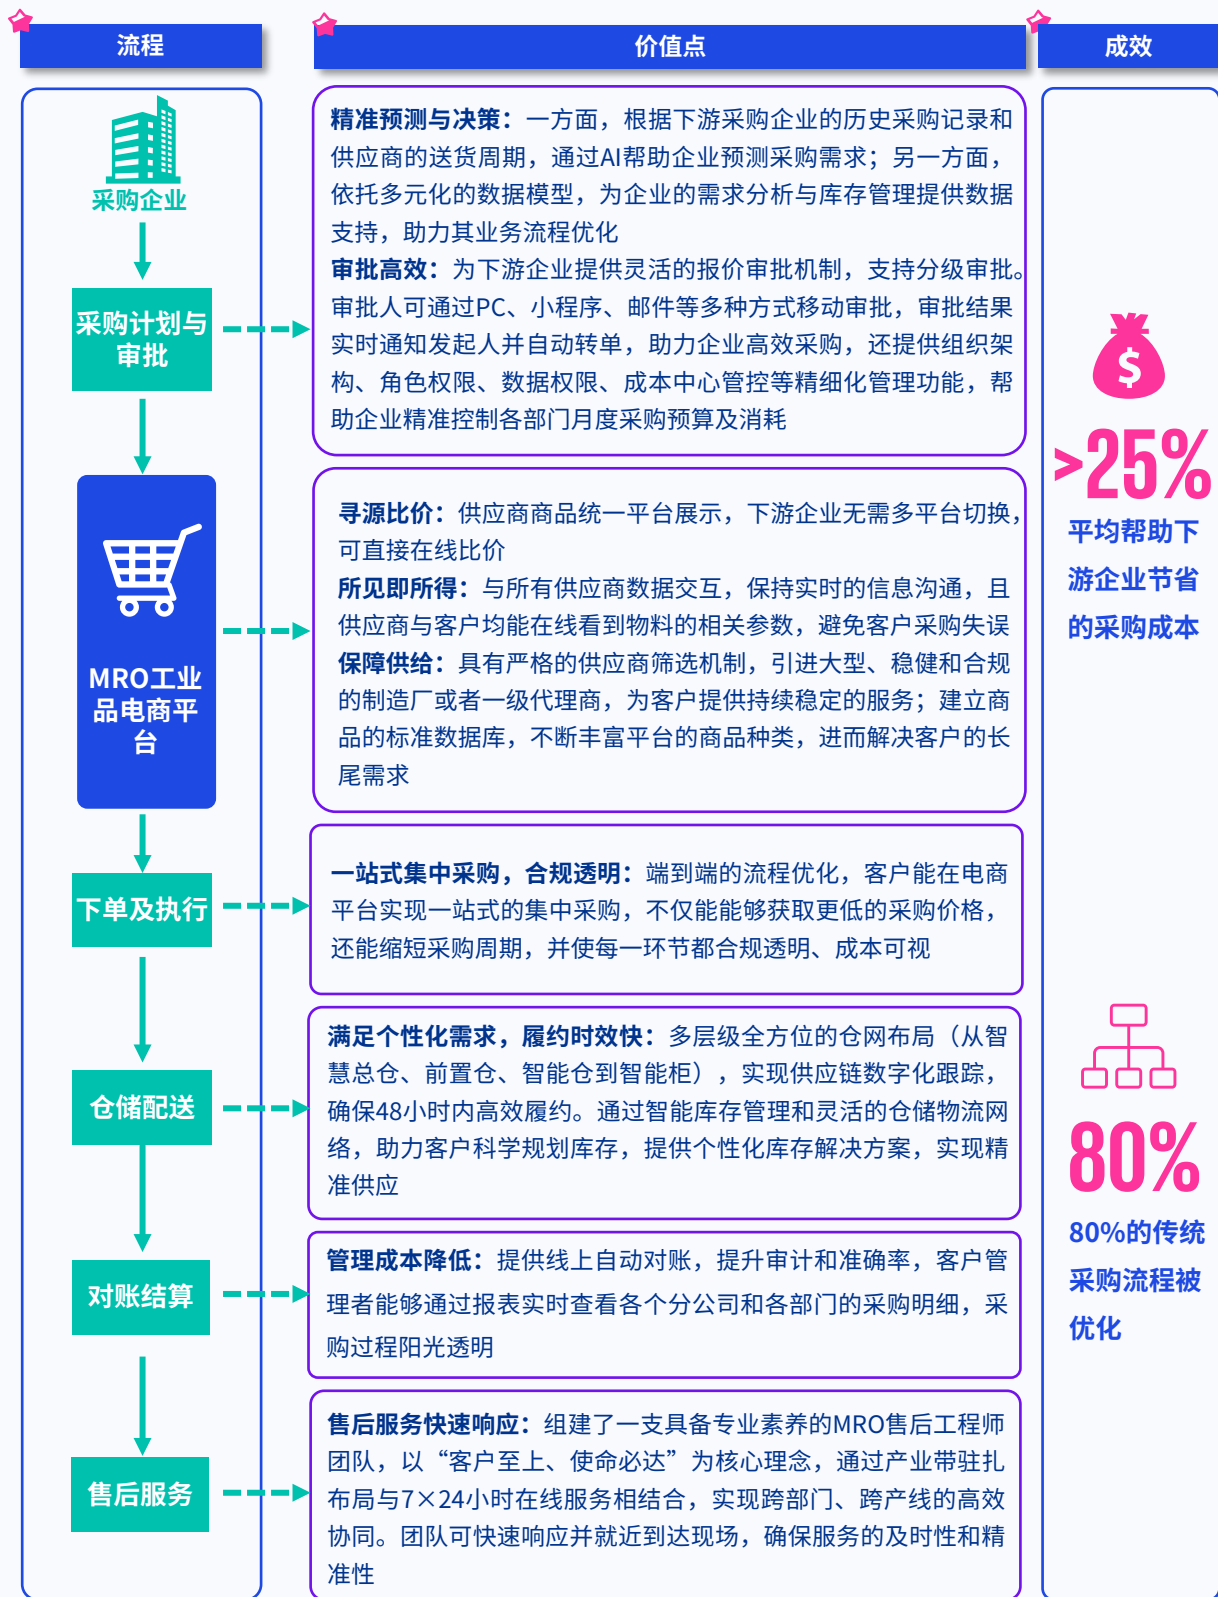 流程
价值点
成效
采购企业
采购计划与
审批
MRO工业
品电商平
台
下单及执行
仓储配送
对账结算
售后服务
精准预测与决策：一方面，根据下游采购企业的历史采购记录和
供应商的送货周期，通过AI帮助企业预测采购需求；另一方面，
依托多元化的数据模型，为企业的需求分析与库存管理提供数据
支持，助力其业务流程优化
审批高效：为下游企业提供灵活的报价审批机制，支持分级审批。
审批人可通过PC、小程序、邮件等多种方式移动审批，审批结果
实时通知发起人并自动转单，助力企业高效采购，还提供组织架
构、角色权限、数据权限、成本中心管控等精细化管理功能，帮
助企业精准控制各部门月度采购预算及消耗
寻源比价：供应商商品统一平台展示，下游企业无需多平台切换，
可直接在线比价
所见即所得：与所有供应商数据交互，保持实时的信息沟通，且
供应商与客户均能在线看到物料的相关参数，避免客户采购失误
保障供给：具有严格的供应商筛选机制，引进大型、稳健和合规
的制造厂或者一级代理商，为客户提供持续稳定的服务；建立商
品的标准数据库，不断丰富平台的商品种类，进而解决客户的长
尾需求
一站式集中采购，合规透明：端到端的流程优化，客户能在电商
平台实现一站式的集中采购，不仅能能够获取更低的采购价格，
还能缩短采购周期，并使每一环节都合规透明、成本可视
满足个性化需求，履约时效快：多层级全方位的仓网布局（从智
慧总仓、前置仓、智能仓到智能柜），实现供应链数字化跟踪，
确保48小时内高效履约。通过智能库存管理和灵活的仓储物流网
络，助力客户科学规划库存，提供个性化库存解决方案，实现精
准供应
管理成本降低：提供线上自动对账，提升审计和准确率，客户管
理者能够通过报表实时查看各个分公司和各部门的采购明细，采
购过程阳光透明
售后服务快速响应：组建了一支具备专业素养的MRO售后工程师
团队，以“客户至上、使命必达”为核心理念，通过产业带驻扎
布局与7×24小时在线服务相结合，实现跨部门、跨产线的高效
协同。团队可快速响应并就近到达现场，确保服务的及时性和精
准性
$
>25%
平均帮助下
游企业节省
的采购成本
80%
80%的传统
采购流程被
优化